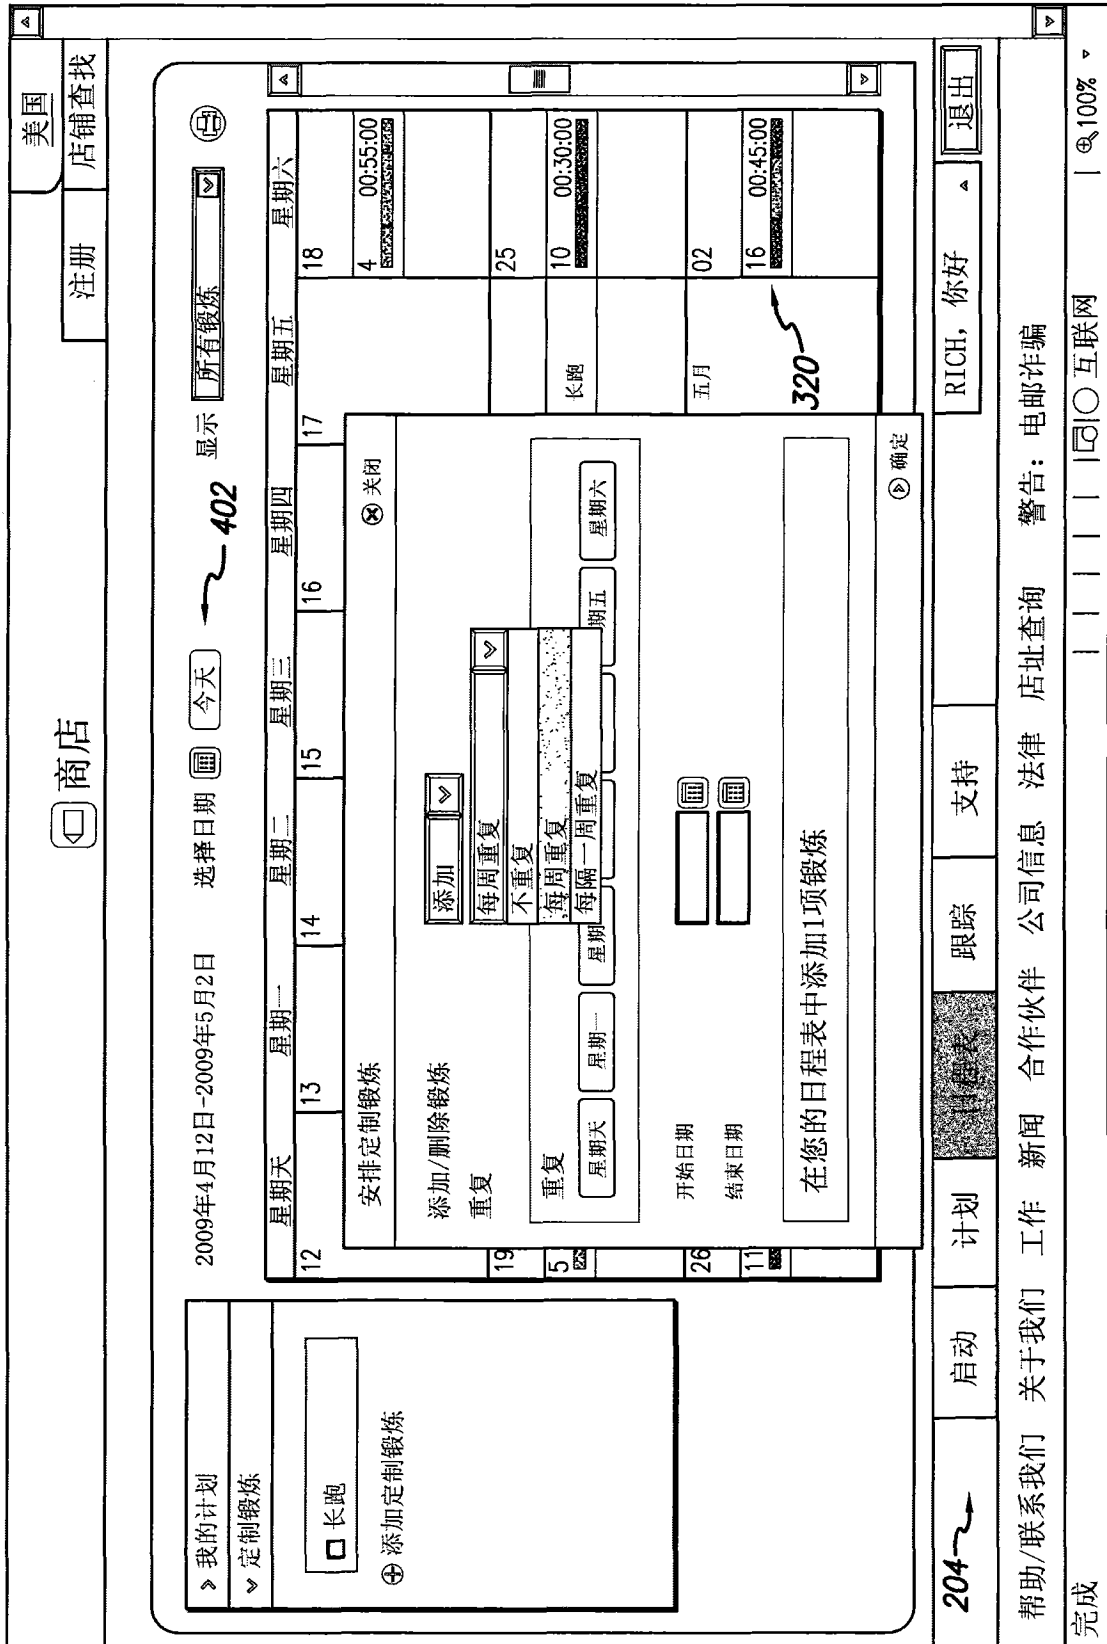 美国
商店
注册 店铺查找
> 我的计划
定制锻炼
长跑
添加定制锻炼
2009年4月12日-2009年5月2日 选择日期 今天 402 显示 所有锻炼
星期天 星期一 星期二 星期三 星期四 星期五 星期六
12 13 14 15 16 17 18
4 00:55:00
19 25
5 长跑 10 00:30:00
26 五月 02
11 16 00:45:00
320
安排定制锻炼 关闭
添加/删除锻炼 添加
重复 每周重复
不重复
每周重复
每隔一周重复
重复
星期天 星期一 星期 期五 星期六
开始日期
结束日期
在您的日程表中添加1项锻炼
确定
204 启动 计划 日程表 跟踪 支持 RICH, 你好 退出
帮助/联系我们 关于我们 工作 新闻 合作伙伴 公司信息 法律 店址查询 警告: 电邮诈骗
完成 互联网 100%